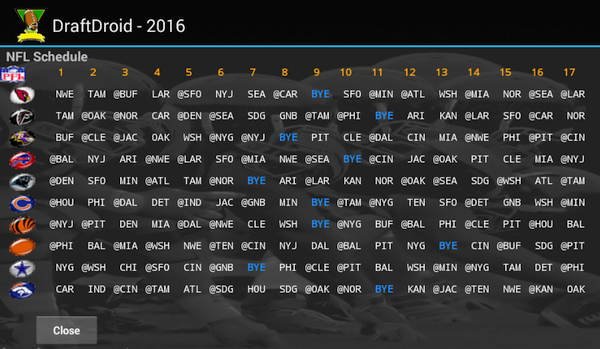 DraftDroid - 2016
NFL Schedule
1 2 3 4 5 6 7 8 9 10 11 12 13 14 15 16 17
NWE TAM @BUF LAR @SFO NYJ SEA @CAR BYE SFO @MIN @ATL WSH @MIA NOR @SEA @LAR
TAM @OAK @NOR CAR @DEN @SEA SDG GNB @TAM @PHI BYE ARI KAN @LAR SFO @CAR NOR
BUF @CLE @JAC OAK WSH @NYG @NYJ BYE PIT CLE @DAL CIN MIA @NWE PHI @PIT @CIN
@BAL NYJ ARI @NWE @LAR SFO @MIA NWE @SEA BYE @CIN JAC @OAK PIT CLE MIA @NYJ
@DEN SFO MIN @ATL TAM @NOR BYE ARI @LAR KAN NOR @OAK @SEA SDG @WSH ATL @TAM
@HOU PHI @DAL DET @IND JAC @GNB MIN BYE @TAM @NYG TEN SFO @DET GNB WSH @MIN
@NYJ @PIT DEN MIA @DAL @NWE CLE WSH BYE @NYG BUF @BAL PHI @CLE PIT @HOU BAL
@PHI BAL @MIA @WSH NWE @TEN @CIN NYJ DAL @BAL PIT NYG BYE CIN @BUF SDG @PIT
NYG @WSH CHI @SFO CIN @GNB BYE PHI @CLE @PIT BAL WSH @MIN @NYG TAM DET @PHI
CAR IND @CIN @TAM ATL @SDG HOU SDG @OAK @NOR BYE KAN @JAC @TEN NWE @KAN OAK
Close